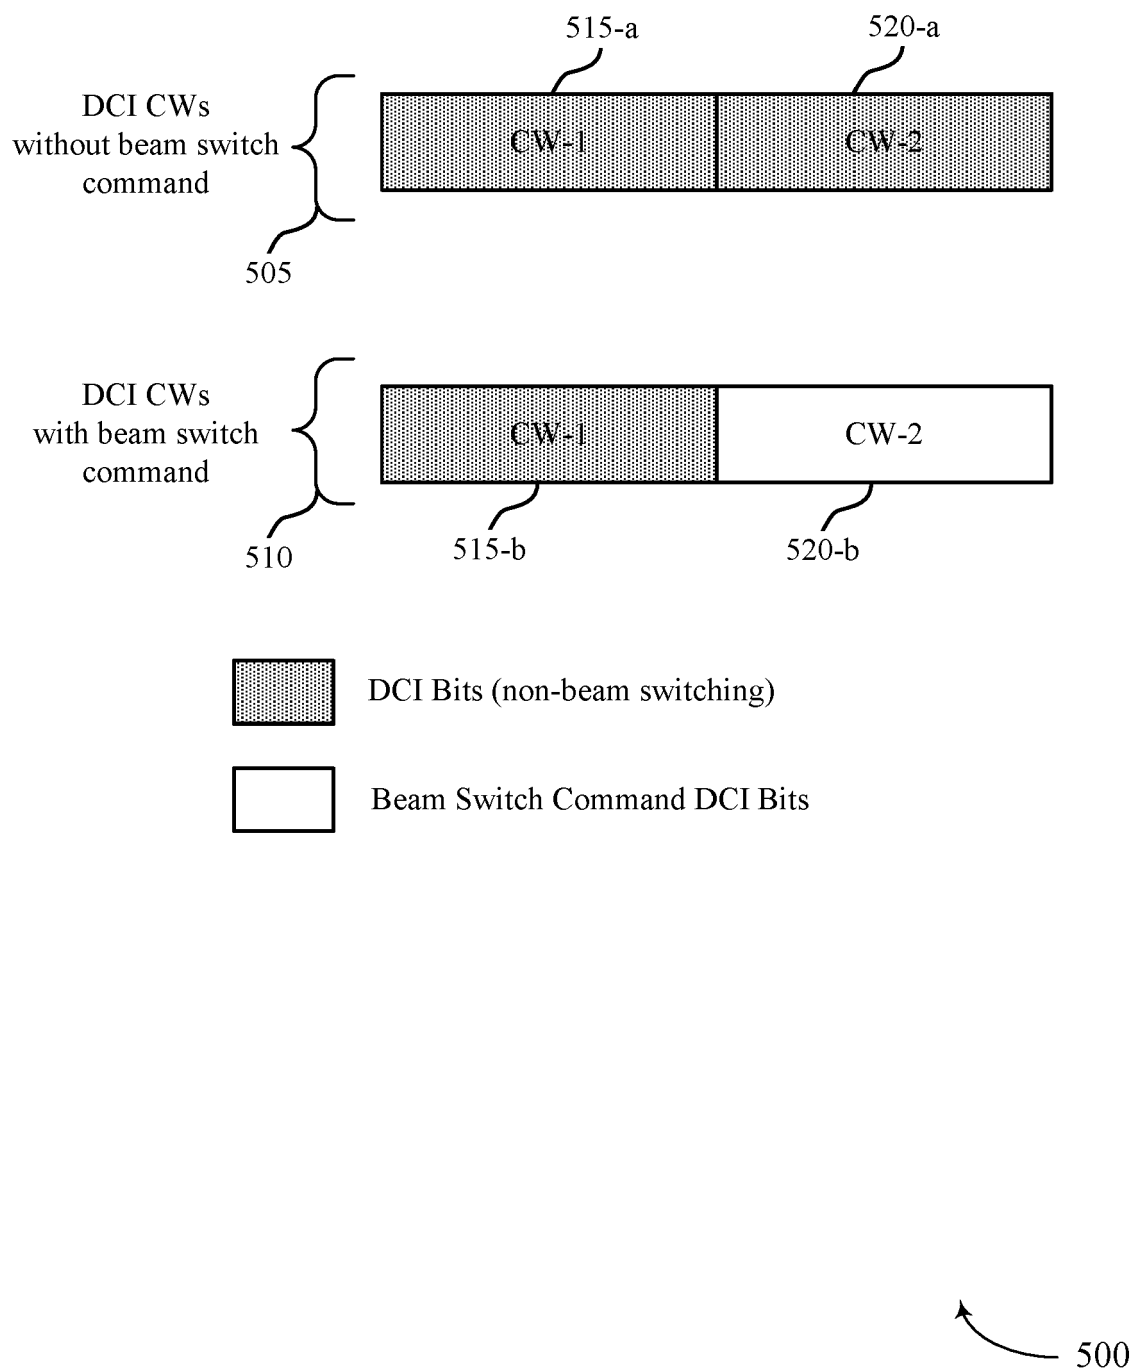 515-a
520-a
DCI CWs
without beam switch
command
CW-1
CW-2
505
DCI CWs
with beam switch
command
CW-1
CW-2
510
515-b
520-b
DCI Bits (non-beam switching)
Beam Switch Command DCI Bits
500